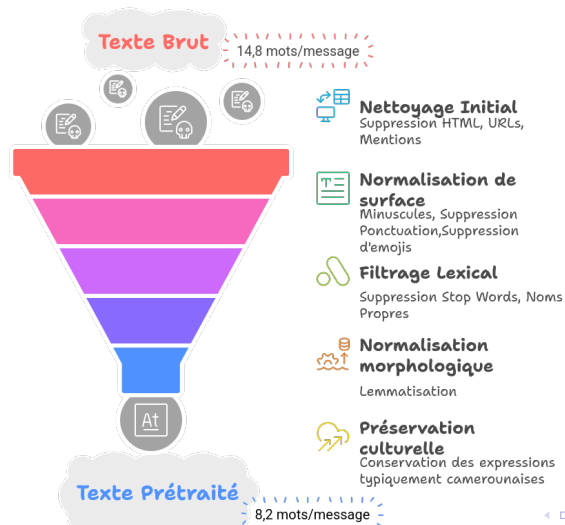 Texte Brut
14,8 mots/message
Nettoyage Initial
Suppression HTML, URLs,
Mentions
Normalisation de
surface
Minuscules, Suppression
Ponctuation,Suppression
d'emojis
Filtrage Lexical
Suppression Stop Words, Noms
Propres
Normalisation
morphologique
Lemmatisation
At
Préservation
culturelle
Conservation des expressions
typiquement camerounaises
Texte Prétraité
8,2 mots/message